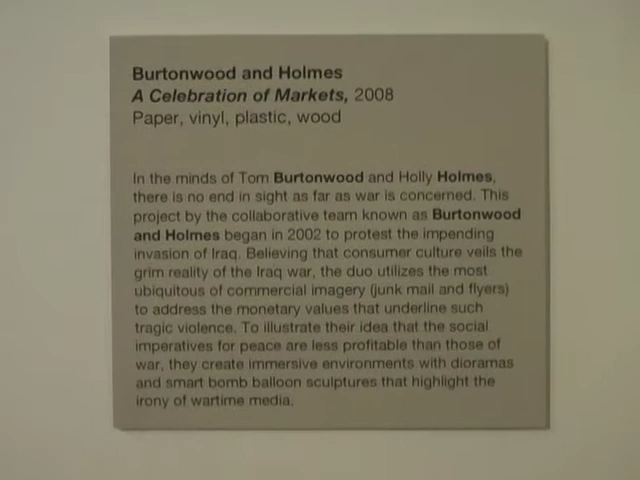 Burtonwood and Holmes
A Celebration of Markets, 2008
Paper, vinyl, plastic, wood
In the minds of Tom Burtonwood and Holly Holmes,
there is no end in sight as far as war is concerned. This
project by the collaborative team known as Burtonwood
and Holmes began in 2002 to protest the impending
invasion of Iraq. Believing that consumer culture veils the
grim reality of the Iraq war, the duo utilizes the most
ubiquitous of commercial imagery (junk mail and flyers)
to address the monetary values that underline such
tragic violence. To illustrate their idea that the social
imperatives for peace are less profitable than those of
war, they create immersive environments with dioramas
and smart bomb balloon sculptures that highlight the
irony of wartime media.